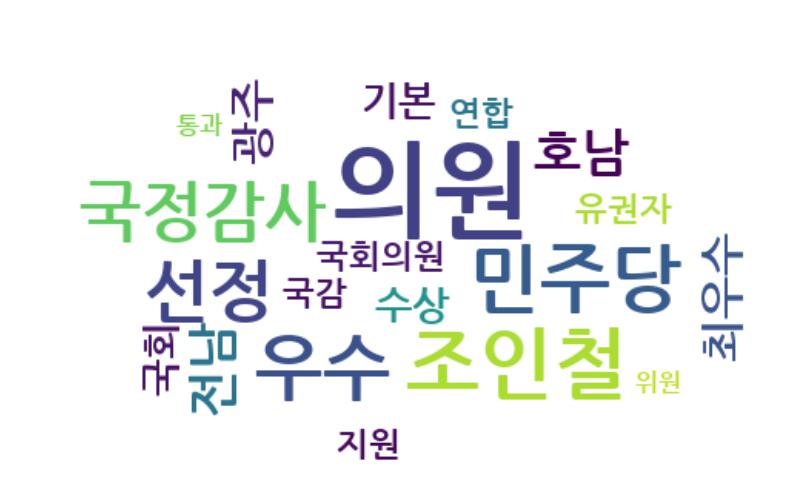 기본
연합
통과
광주
호남
의원
국정감사
유권자
국회의원
민주당
선정
국감
수상
최우수
국회
전남
우수
조인철
위원
지원